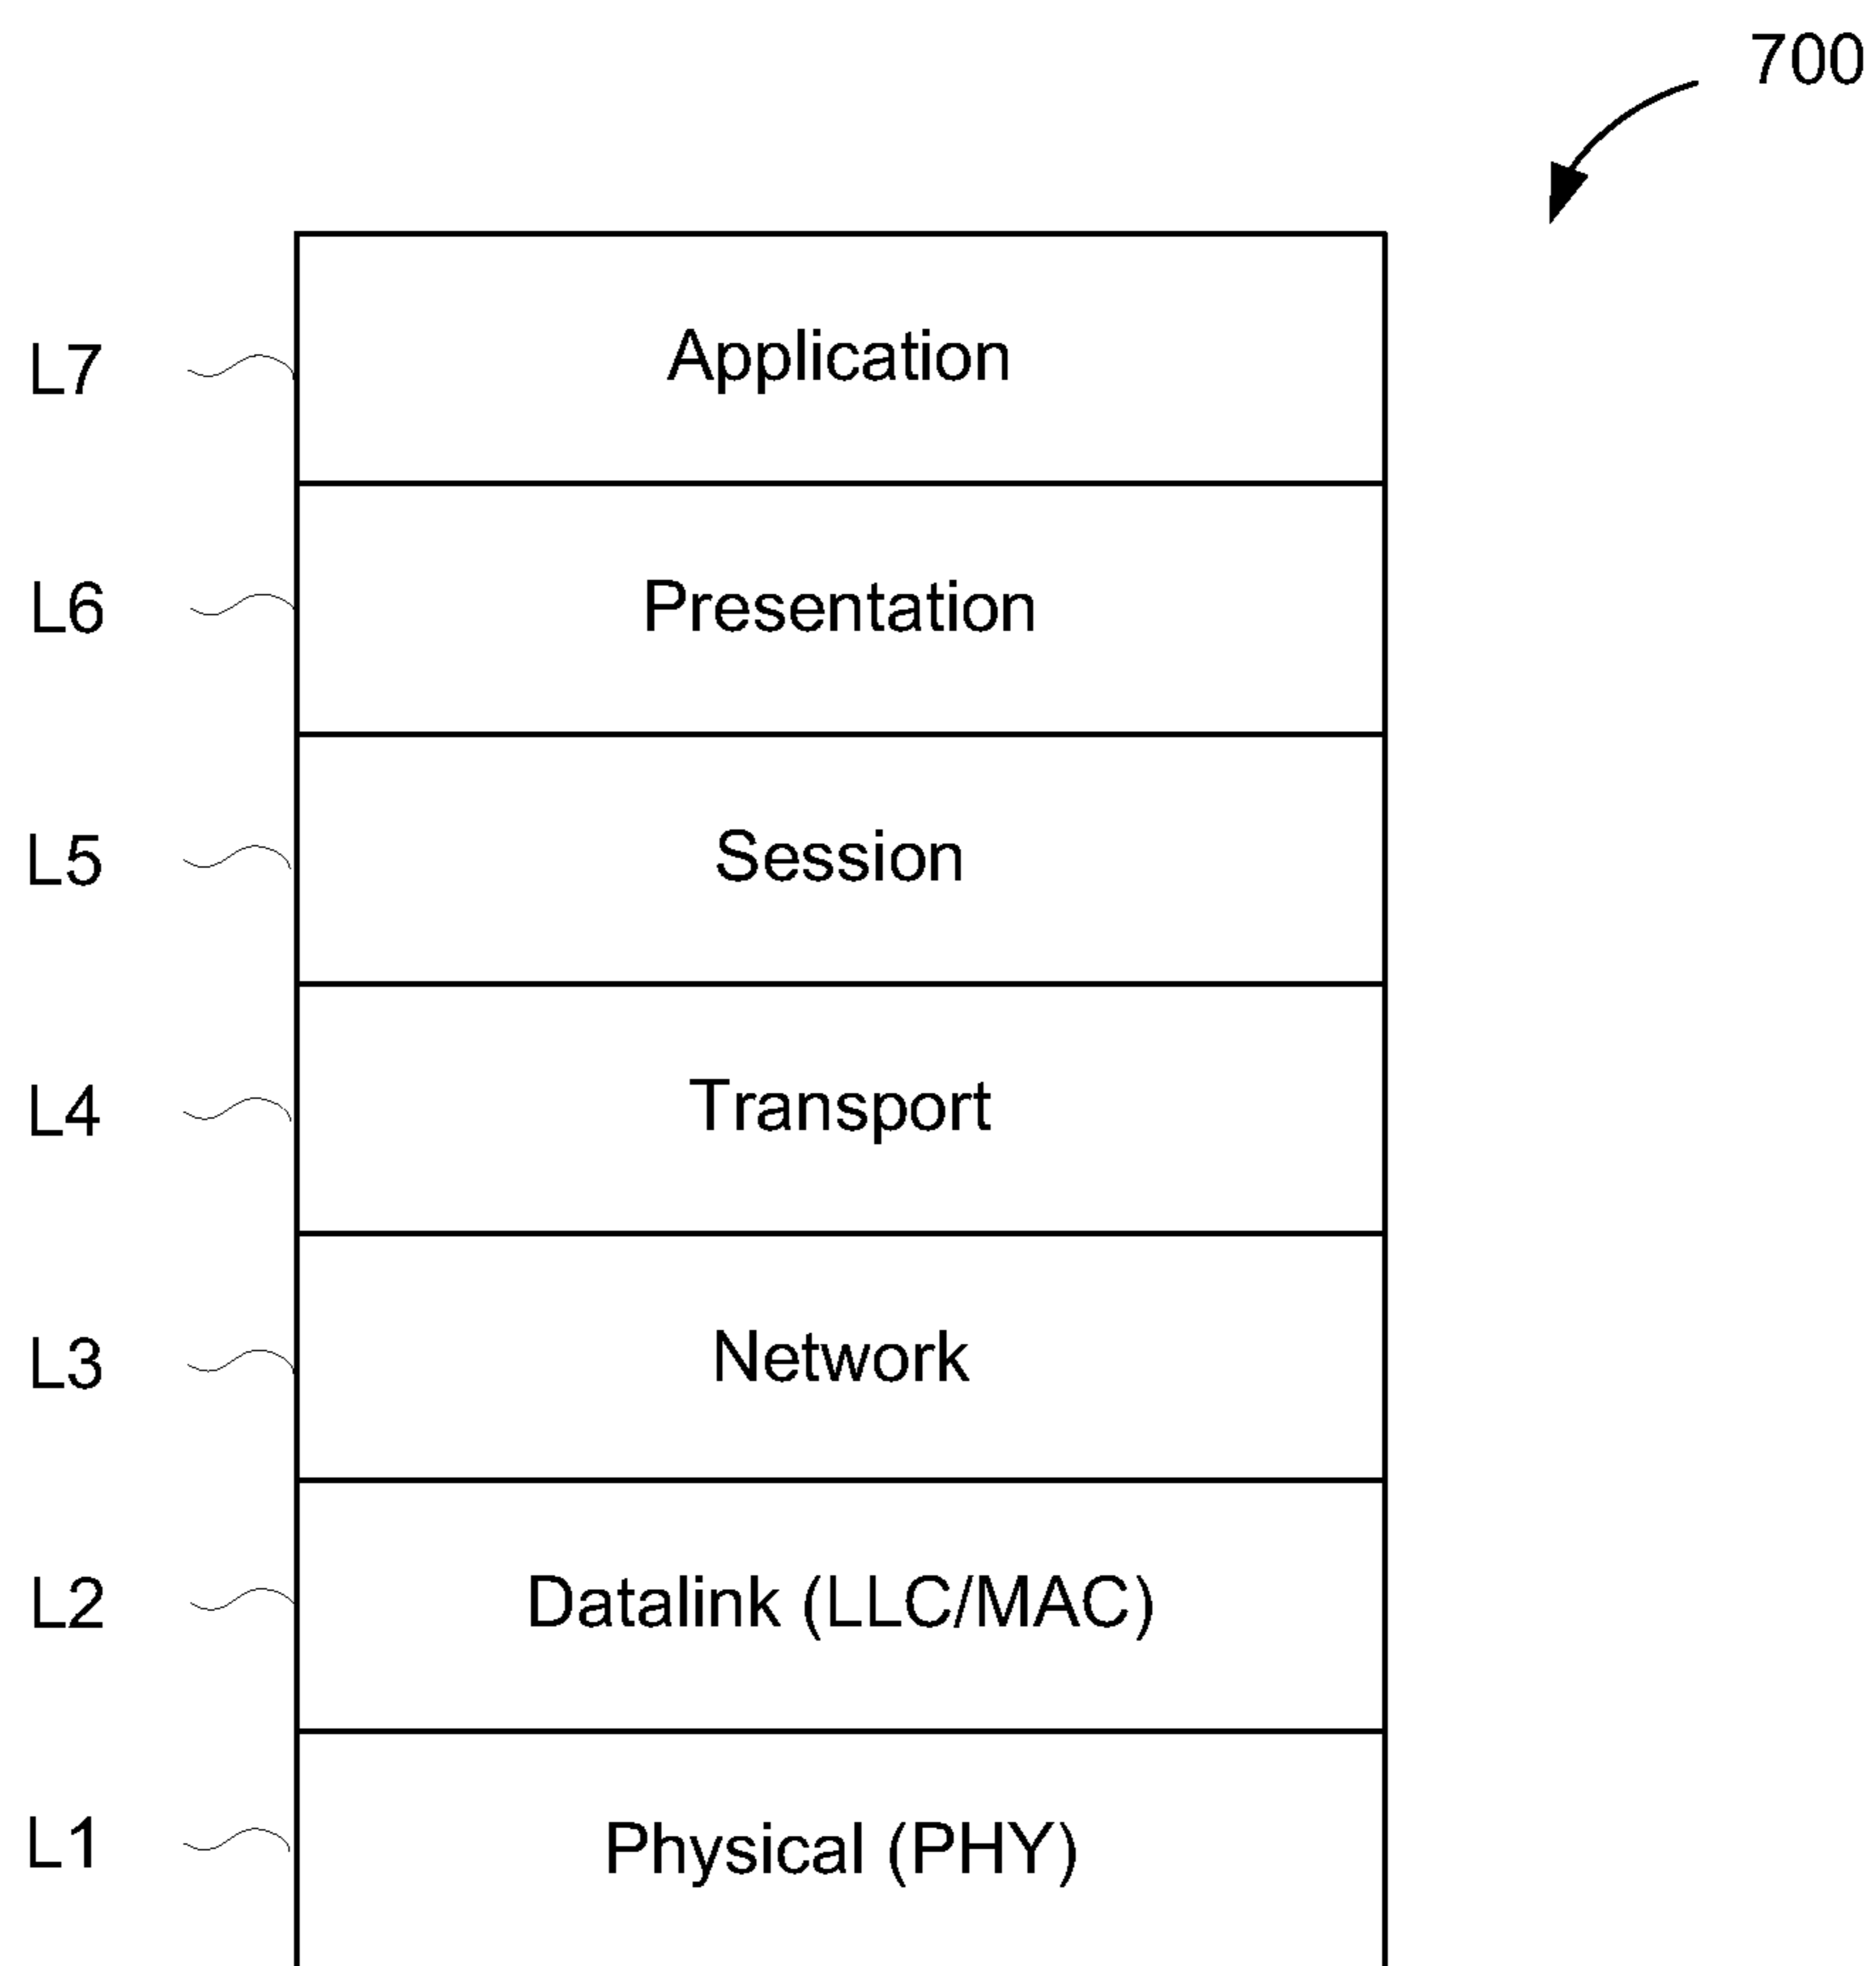 700
L7 Application
L6 Presentation
L5 Session
L4 Transport
L3 Network
L2 Datalink (LLC/MAC)
L1 Physical (PHY)